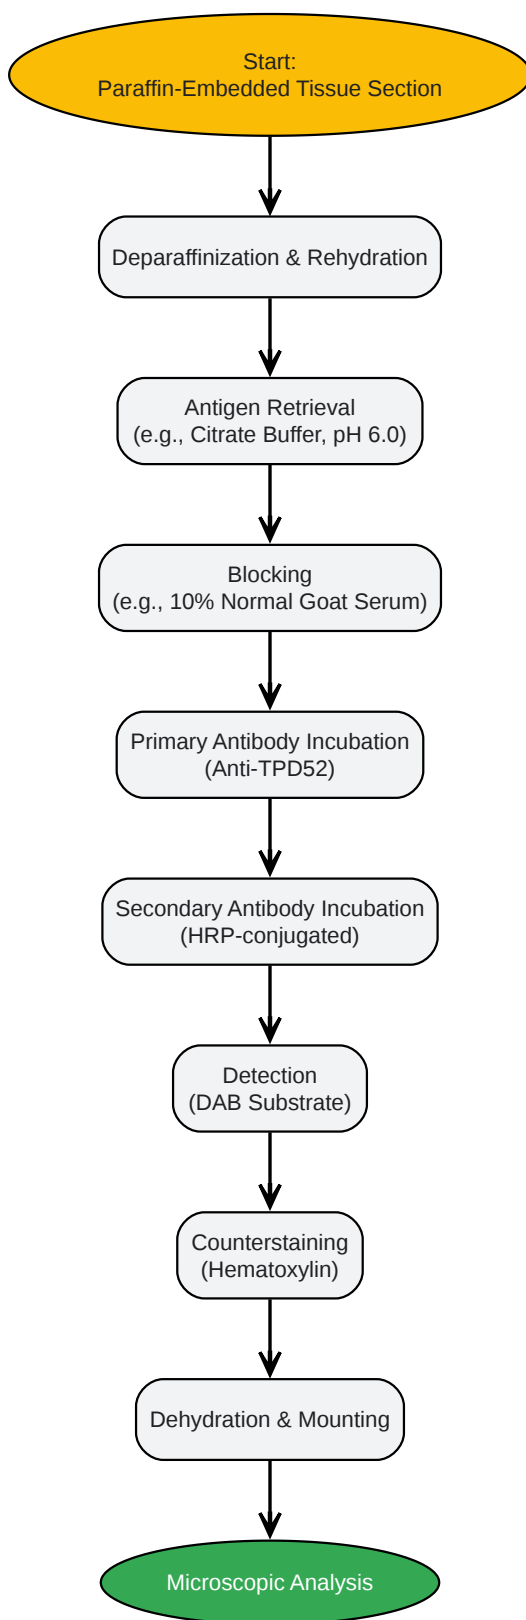 Start:
Paraffin-Embedded Tissue Section
Deparaffinization & Rehydration
Antigen Retrieval
(e.g., Citrate Buffer, pH 6.0)
Blocking
(e.g., 10% Normal Goat Serum)
Primary Antibody Incubation
(Anti-TPD52)
Secondary Antibody Incubation
(HRP-conjugated)
Detection
(DAB Substrate)
Counterstaining
(Hematoxylin)
Dehydration & Mounting
Microscopic Analysis